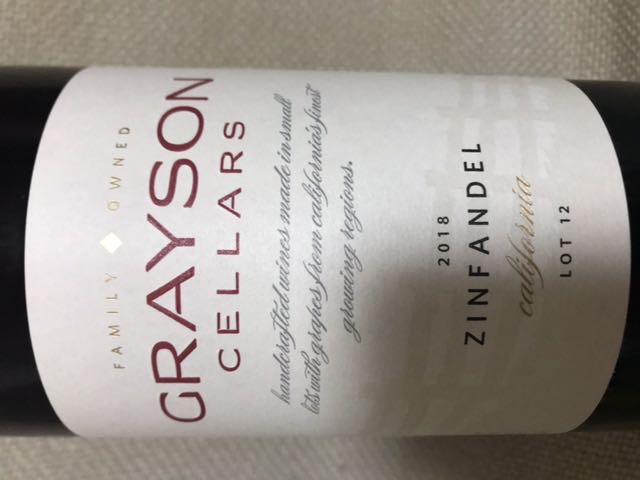 FAMILY OWNED
GRAYSON
CELLARS
handcrafted wines made in small
lots with grapes from california's finest
growing regions.
2018
ZINFANDEL
california
LOT 12